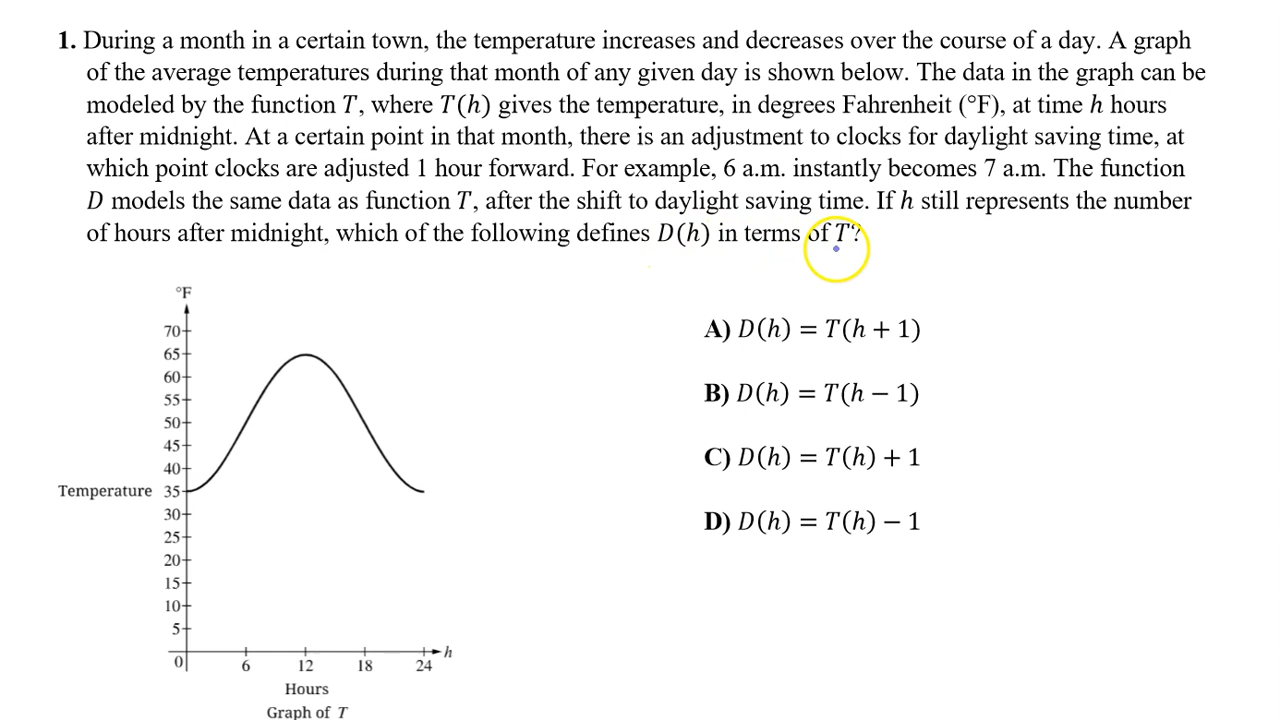 1. During a month in a certain town, the temperature increases and decreases over the course of a day. A graph
of the average temperatures during that month of any given day is shown below. The data in the graph can be
modeled by the function T, where T(h) gives the temperature, in degrees Fahrenheit (°F), at time h hours
after midnight. At a certain point in that month, there is an adjustment to clocks for daylight saving time, at
which point clocks are adjusted 1 hour forward. For example, 6 a.m. instantly becomes 7 a.m. The function
D models the same data as function T, after the shift to daylight saving time. If h still represents the number
of hours after midnight, which of the following defines D(h) in terms of T?
°F
70
65
60
55
50
45
40
Temperature 35
30
25
20
15
10
5
0 6 12 18 24 h
Hours
Graph of T
A) D(h) = T(h + 1)
B) D(h) = T(h − 1)
C) D(h) = T(h) + 1
D) D(h) = T(h) − 1